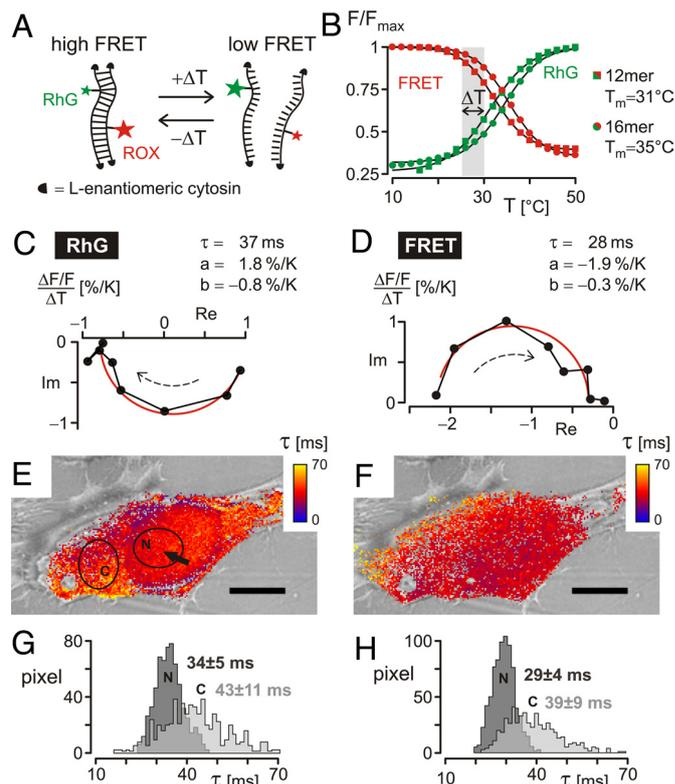 A
high FRET
low FRET
RhG
+ΔT
−ΔT
ROX
= L-enantiomeric cytosin
B
F/Fmax
1
0.75
0.5
0.25
FRET
RhG
ΔT
10
30
50
T [°C]
12mer
Tm=31°C
16mer
Tm=35°C
C
RhG
τ = 37 ms
a = 1.8 %/K
b = −0.8 %/K
ΔF/F
ΔT
[%/K]
Re
−1
0
1
0
Im
−1
D
FRET
τ = 28 ms
a = −1.9 %/K
b = −0.3 %/K
ΔF/F
ΔT
[%/K]
1
Im
0
−2
−1
Re
0
E
τ [ms]
70
0
N
C
F
τ [ms]
70
0
G
80
pixel
40
0
N
34±5 ms
C
43±11 ms
10
40
τ [ms]
70
H
100
pixel
50
0
N
29±4 ms
C
39±9 ms
10
40
τ [ms]
70